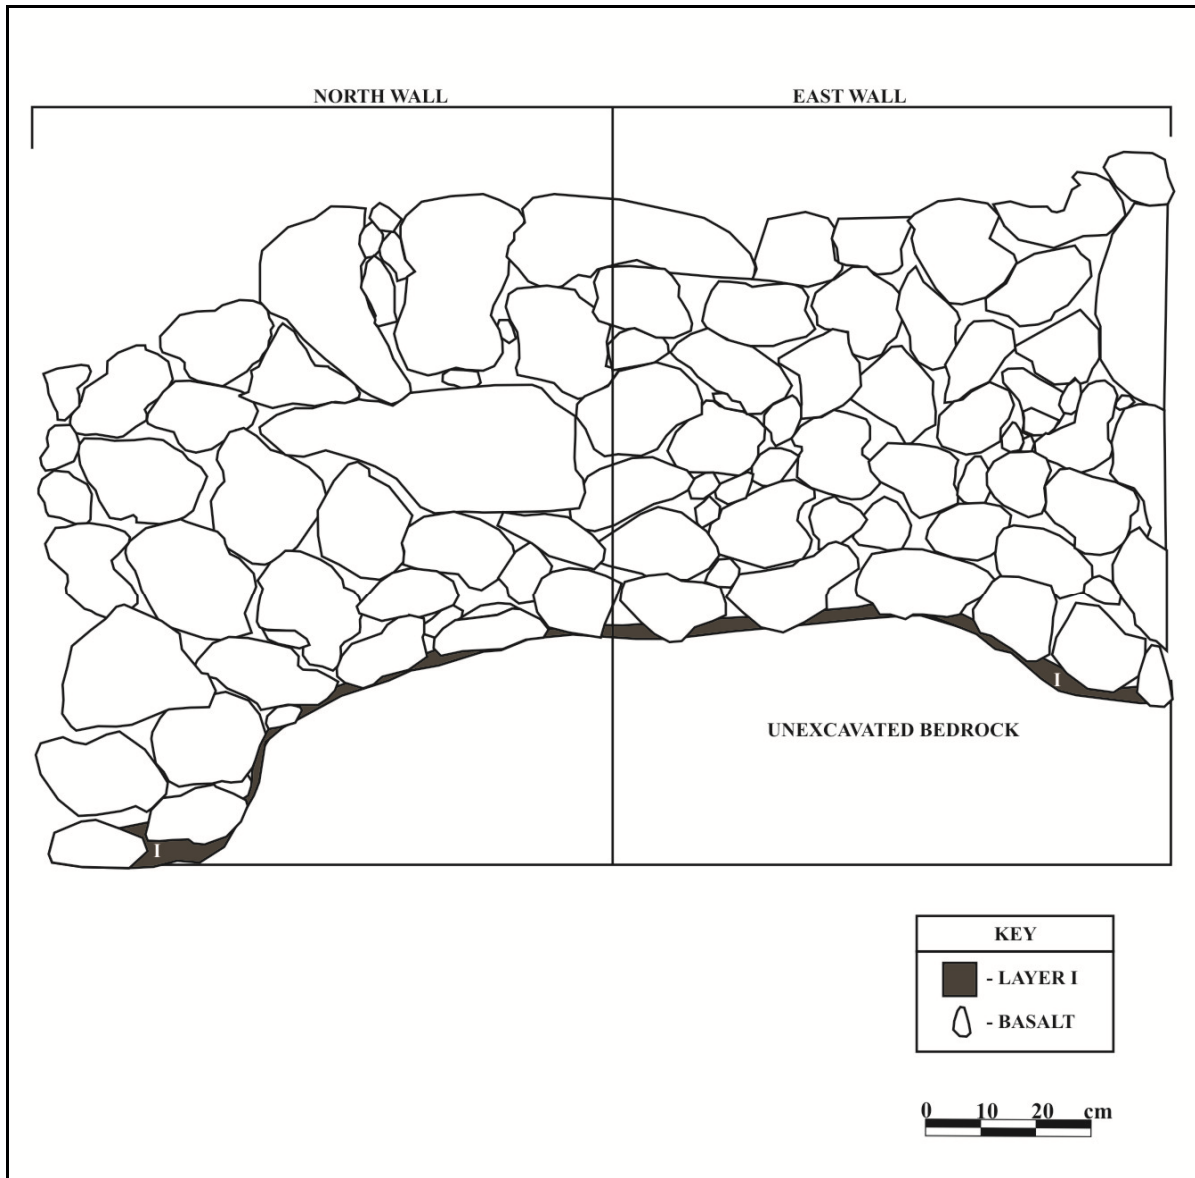 NORTH WALL EAST WALL
I
UNEXCAVATED BEDROCK
I
KEY
- LAYER I
- BASALT
0 10 20 cm